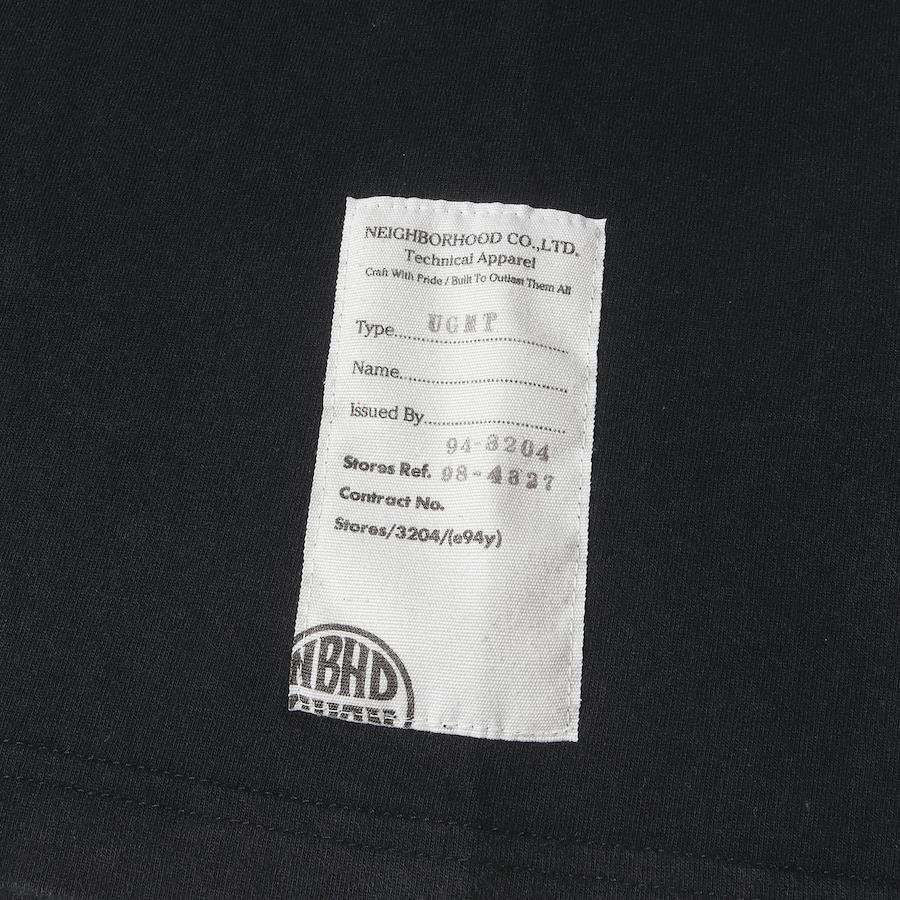 NEIGHBORHOOD CO.,LTD.
Technical Apparel
Craft With Pride / Built To Outlast Them All
Type.......UGMT.......
Name.......
Issued By.......
94-3204
Stores Ref. 98-4827
Contract No.
Stores/3204/(e94y)
NBHD